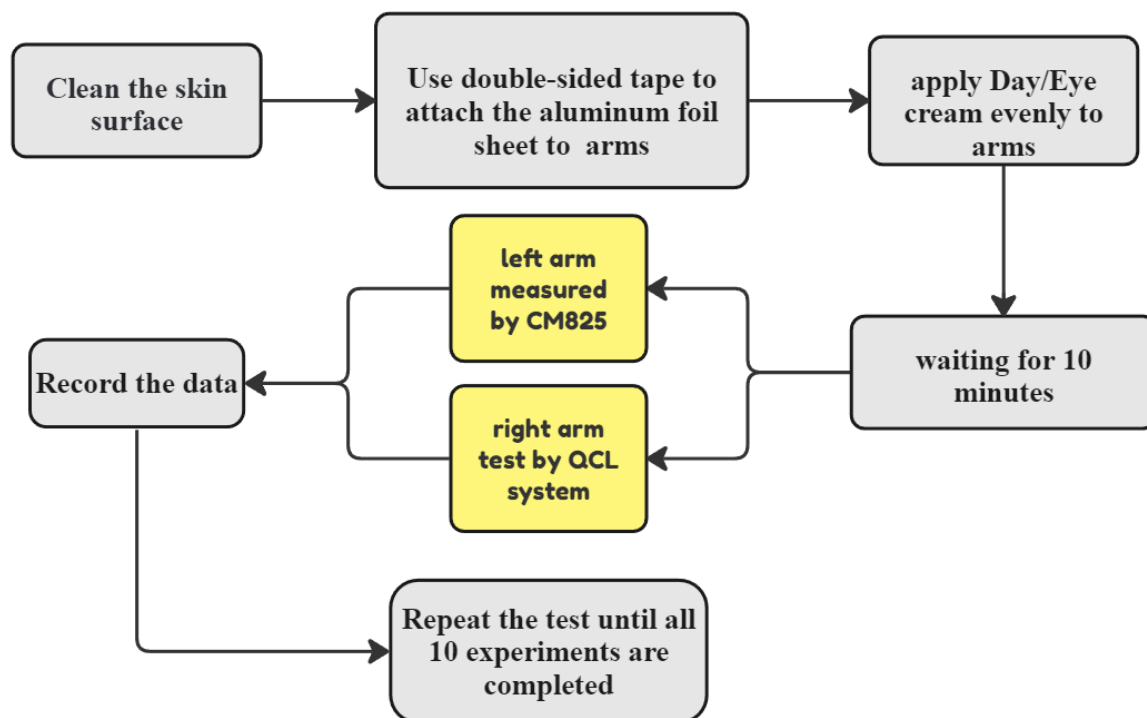 Clean the skin
surface
Use double-sided tape to
attach the aluminum foil
sheet to arms
apply Day/Eye
cream evenly to
arms
waiting for 10
minutes
left arm
measured
by CM825
right arm
test by QCL
system
Record the data
Repeat the test until all
10 experiments are
completed